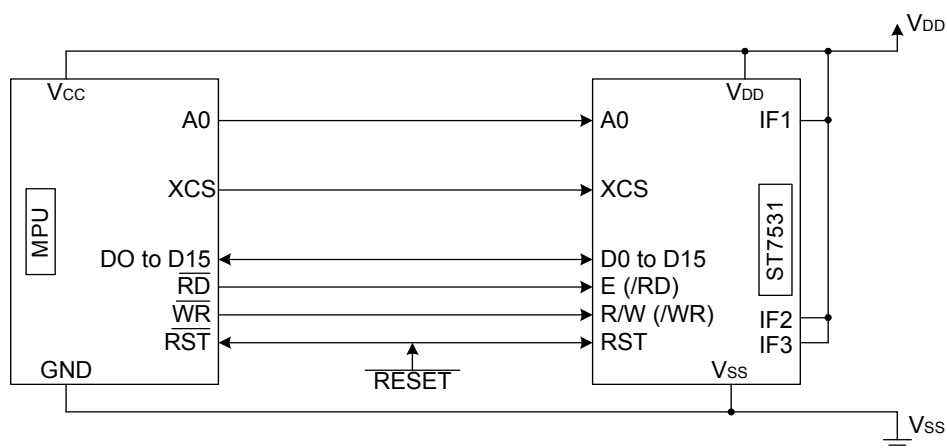 VDD
VCC
VDD
A0
A0
IF1
XCS
XCS
MPU
ST7531
DO to D15
D0 to D15
RD
E (/RD)
WR
R/W (/WR)
IF2
RST
RST
IF3
GND
RESET
VSS
VSS